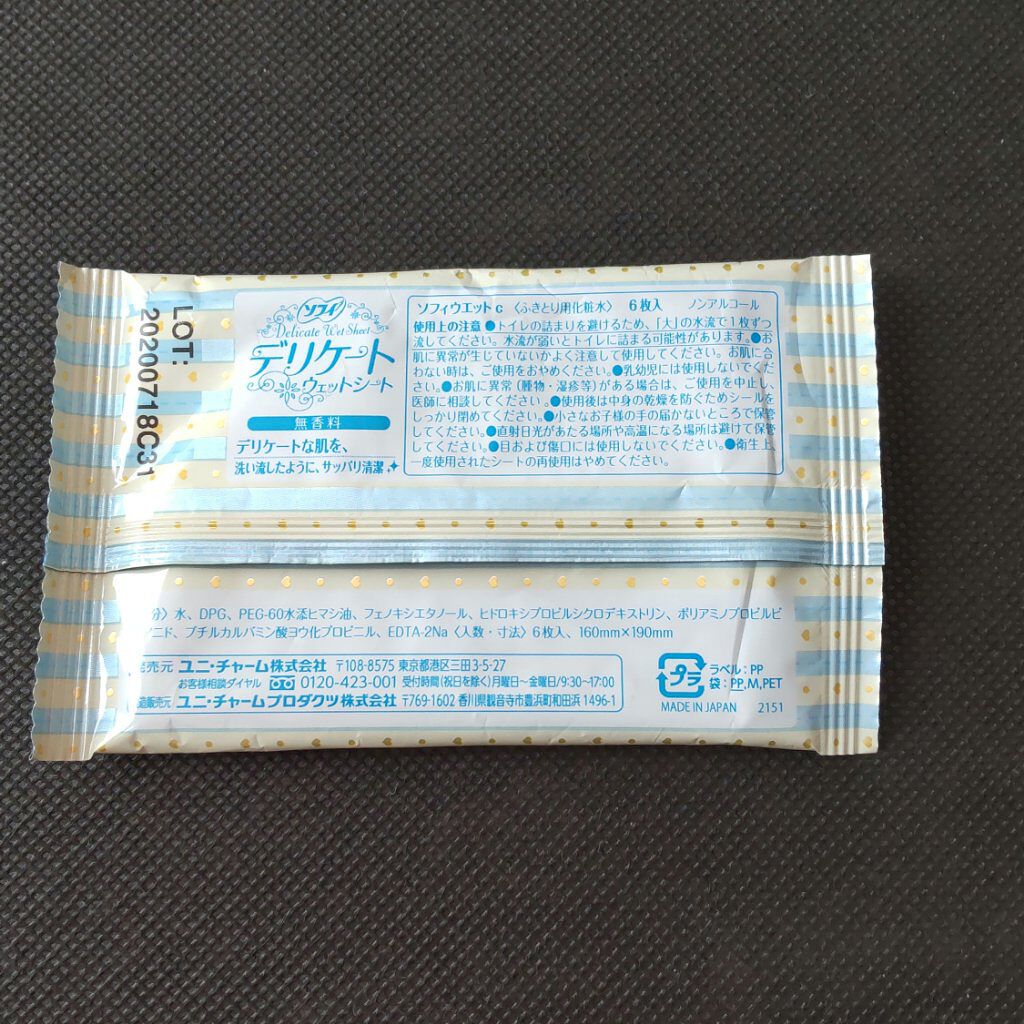 LOT:
20200718C31
ソフィ
Delicate Wet Sheet
デリケート
ウェットシート
無香料
デリケートな肌を、
洗い流したように、サッパリ清潔
ソフィウエットc 〈ふきとり用化粧水〉 6枚入 ノンアルコール
使用上の注意 ●トイレの詰まりを避けるため、「大」の水流で1枚ずつ
流してください。水流が弱いとトイレに詰まる可能性があります。●お
肌に異常が生じていないかよく注意して使用してください。お肌に合
わない時は、ご使用をおやめください。●乳幼児には使用しないでくだ
さい。●お肌に異常(腫物・湿疹等)がある場合は、ご使用を中止し、
医師に相談してください。●使用後は中身の乾燥を防ぐためシールを
しっかり閉めてください。●小さなお子様の手の届かないところで保管
してください。●直射日光があたる場所や高温になる場所は避けて保管
してください。●目および傷口には使用しないでください。●衛生上、
一度使用されたシートの再使用はやめてください。
分〉水、DPG、PEG-60水添ヒマシ油、フェノキシエタノール、ヒドロキシプロピルシクロデキストリン、ポリアミノプロピルビ
アニド、ブチルカルバミン酸ヨウ化プロピニル、EDTA-2Na 〈人数・寸法〉6枚入、160mm×190mm
発売元 ユニ・チャーム株式会社 〒108-8575 東京都港区三田3-5-27
お客様相談ダイヤル 0120-423-001 受付時間(祝日を除く)月曜日~金曜日/9:30~17:00
造販売元 ユニ・チャームプロダクツ株式会社 〒769-1602 香川県観音寺市豊浜町和田浜1496-1
プラ
ラベル:PP
袋:PP,M,PET
MADE IN JAPAN 2151